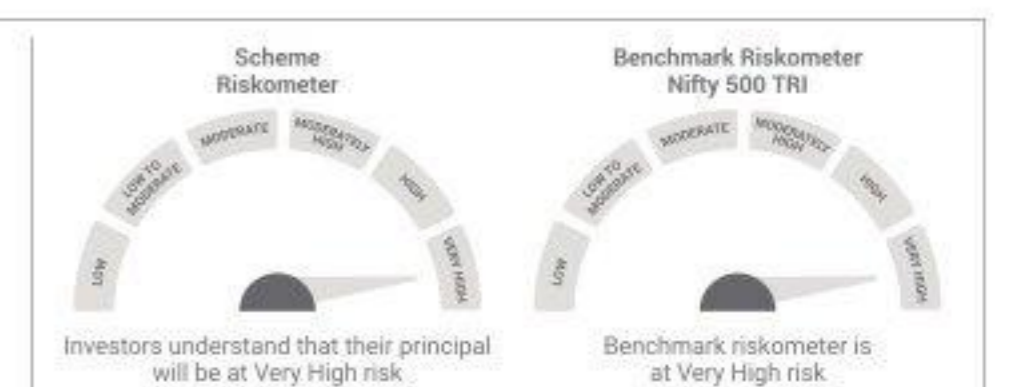 Scheme
Riskometer
LOW
LOW TO
MODERATE
MODERATE
MODERATELY
HIGH
HIGH
VERY HIGH
Investors understand that their principal
will be at Very High risk
Benchmark Riskometer
Nifty 500 TRI
LOW
LOW TO
MODERATE
MODERATE
MODERATELY
HIGH
HIGH
VERY HIGH
Benchmark riskometer is
at Very High risk